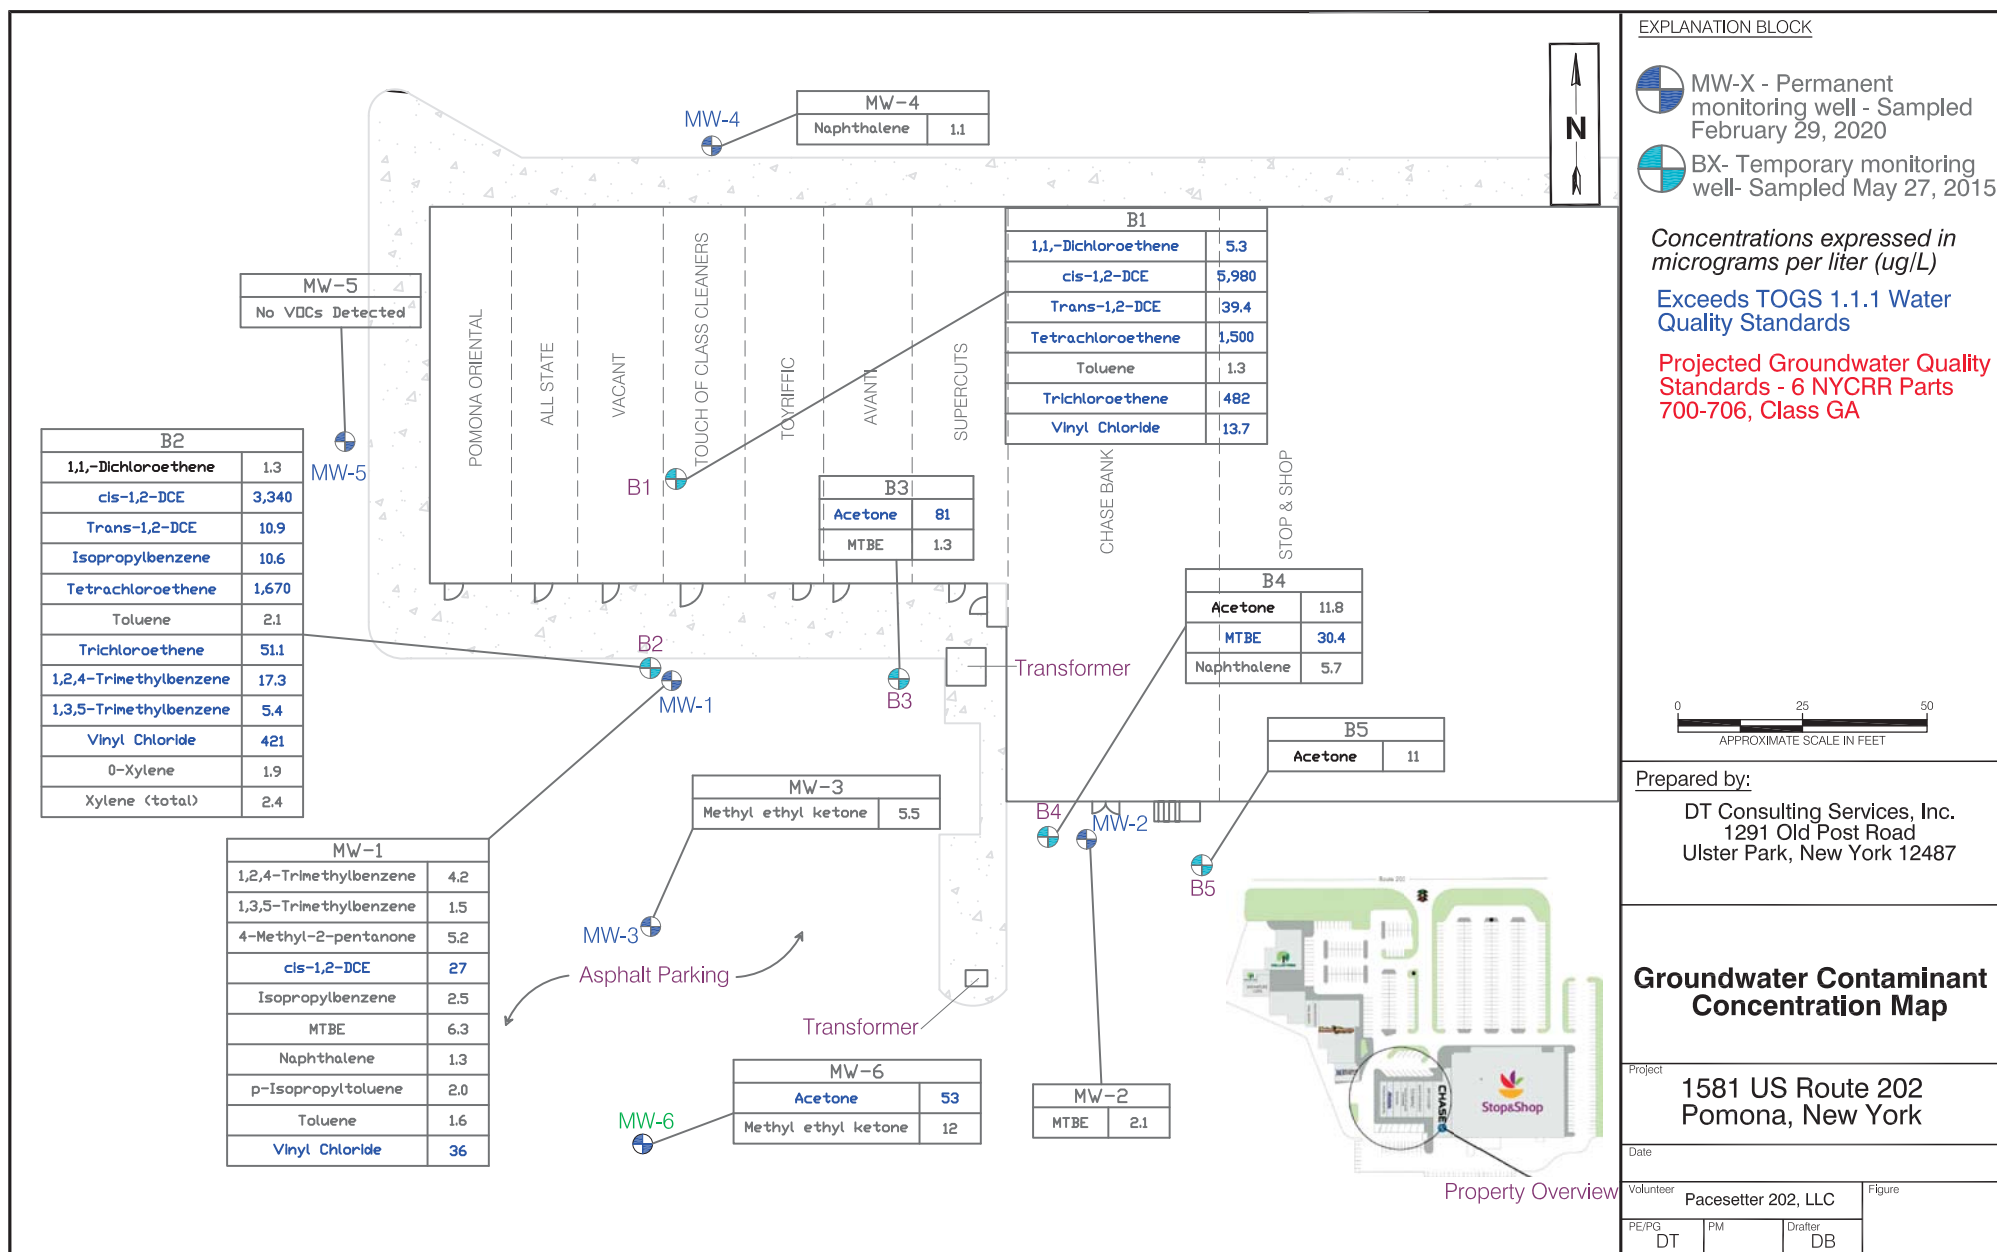 MW-4
MW-4
Naphthalene 1.1
N
MW-5
No VOCs Detected
MW-5
POMONA ORIENTAL
ALL STATE
VACANT
TOUCH OF CLASS CLEANERS
TOYRIFFIC
AVANTI
SUPERCUTS
CHASE BANK
STOP & SHOP
B1
1,1,-Dichloroethene 5.3
cis-1,2-DCE 5,980
Trans-1,2-DCE 39.4
Tetrachloroethene 1,500
Toluene 1.3
Trichloroethene 482
Vinyl Chloride 13.7
B1
B2
1,1,-Dichloroethene 1.3
cis-1,2-DCE 3,340
Trans-1,2-DCE 10.9
Isopropylbenzene 10.6
Tetrachloroethene 1,670
Toluene 2.1
Trichloroethene 51.1
1,2,4-Trimethylbenzene 17.3
1,3,5-Trimethylbenzene 5.4
Vinyl Chloride 421
O-Xylene 1.9
Xylene (total) 2.4
B3
Acetone 81
MTBE 1.3
B4
Acetone 11.8
MTBE 30.4
Naphthalene 5.7
B2
MW-1
B3
Transformer
B5
Acetone 11
MW-3
Methyl ethyl ketone 5.5
B4
MW-2
B5
MW-1
1,2,4-Trimethylbenzene 4.2
1,3,5-Trimethylbenzene 1.5
4-Methyl-2-pentanone 5.2
cis-1,2-DCE 27
Isopropylbenzene 2.5
MTBE 6.3
Naphthalene 1.3
p-Isopropyltoluene 2.0
Toluene 1.6
Vinyl Chloride 36
MW-3
Asphalt Parking
Transformer
MW-6
MW-6
Acetone 53
Methyl ethyl ketone 12
MW-2
MTBE 2.1
Route 202
CHASE
Stop&Shop
Property Overview
EXPLANATION BLOCK
MW-X - Permanent
monitoring well - Sampled
February 29, 2020
BX- Temporary monitoring
well- Sampled May 27, 2015
Concentrations expressed in
micrograms per liter (ug/L)
Exceeds TOGS 1.1.1 Water
Quality Standards
Projected Groundwater Quality
Standards - 6 NYCRR Parts
700-706, Class GA
0 25 50
APPROXIMATE SCALE IN FEET
Prepared by:
DT Consulting Services, Inc.
1291 Old Post Road
Ulster Park, New York 12487
Groundwater Contaminant
Concentration Map
Project
1581 US Route 202
Pomona, New York
Date
Volunteer
Pacesetter 202, LLC
Figure
PE/PG
DT
PM
Drafter
DB